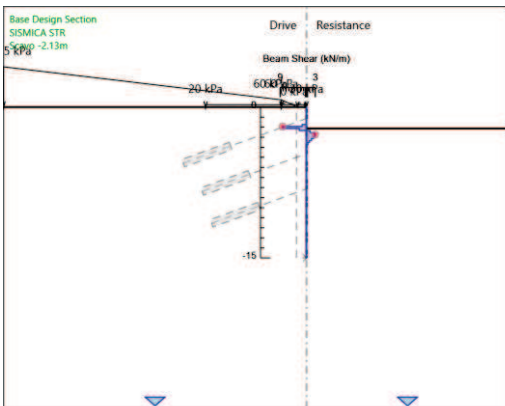 Base Design Section
SISMICA STR
Scavo -2.13m
Drive
Resistance
5 kPa
Beam Shear (kN/m)
9
3
20 kPa
0
-15